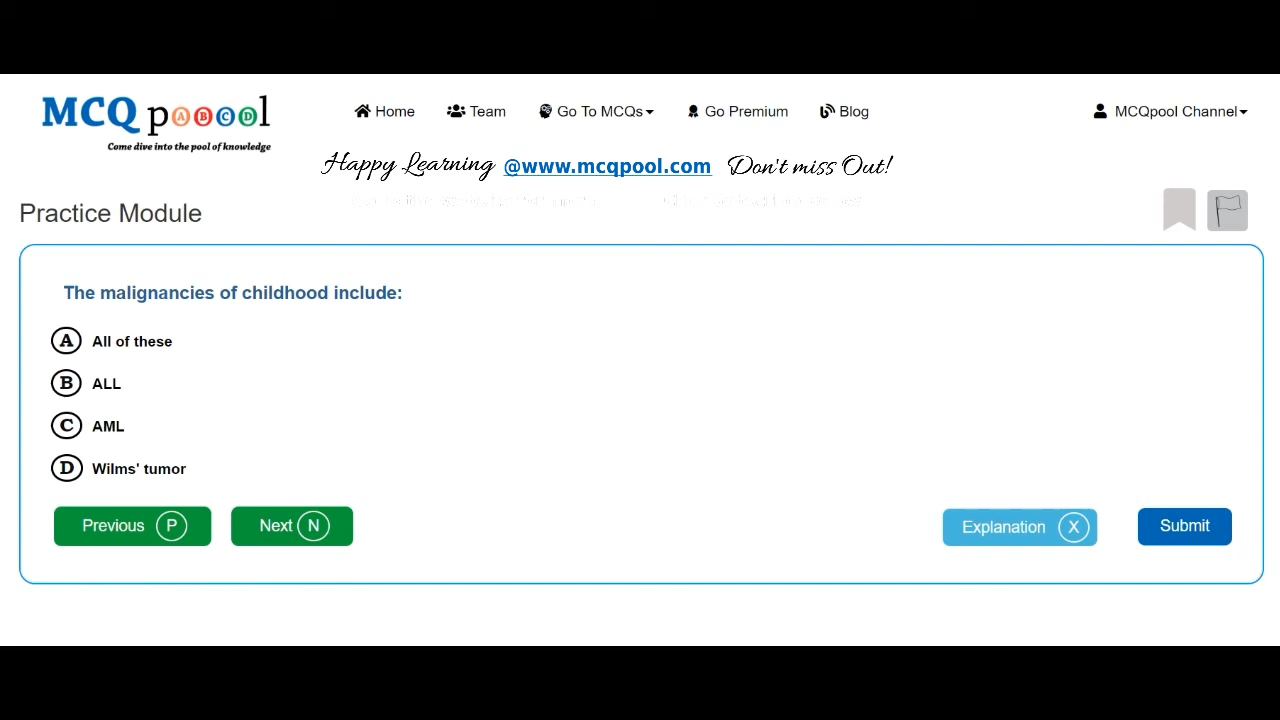 MCQ pooool
A B C D
Come dive into the pool of knowledge
Home Team Go To MCQs Go Premium Blog MCQpool Channel
Happy Learning @www.mcqpool.com Don't miss Out!
Practice Module
The malignancies of childhood include:
A All of these
B ALL
C AML
D Wilms' tumor
Previous P Next N Explanation X Submit